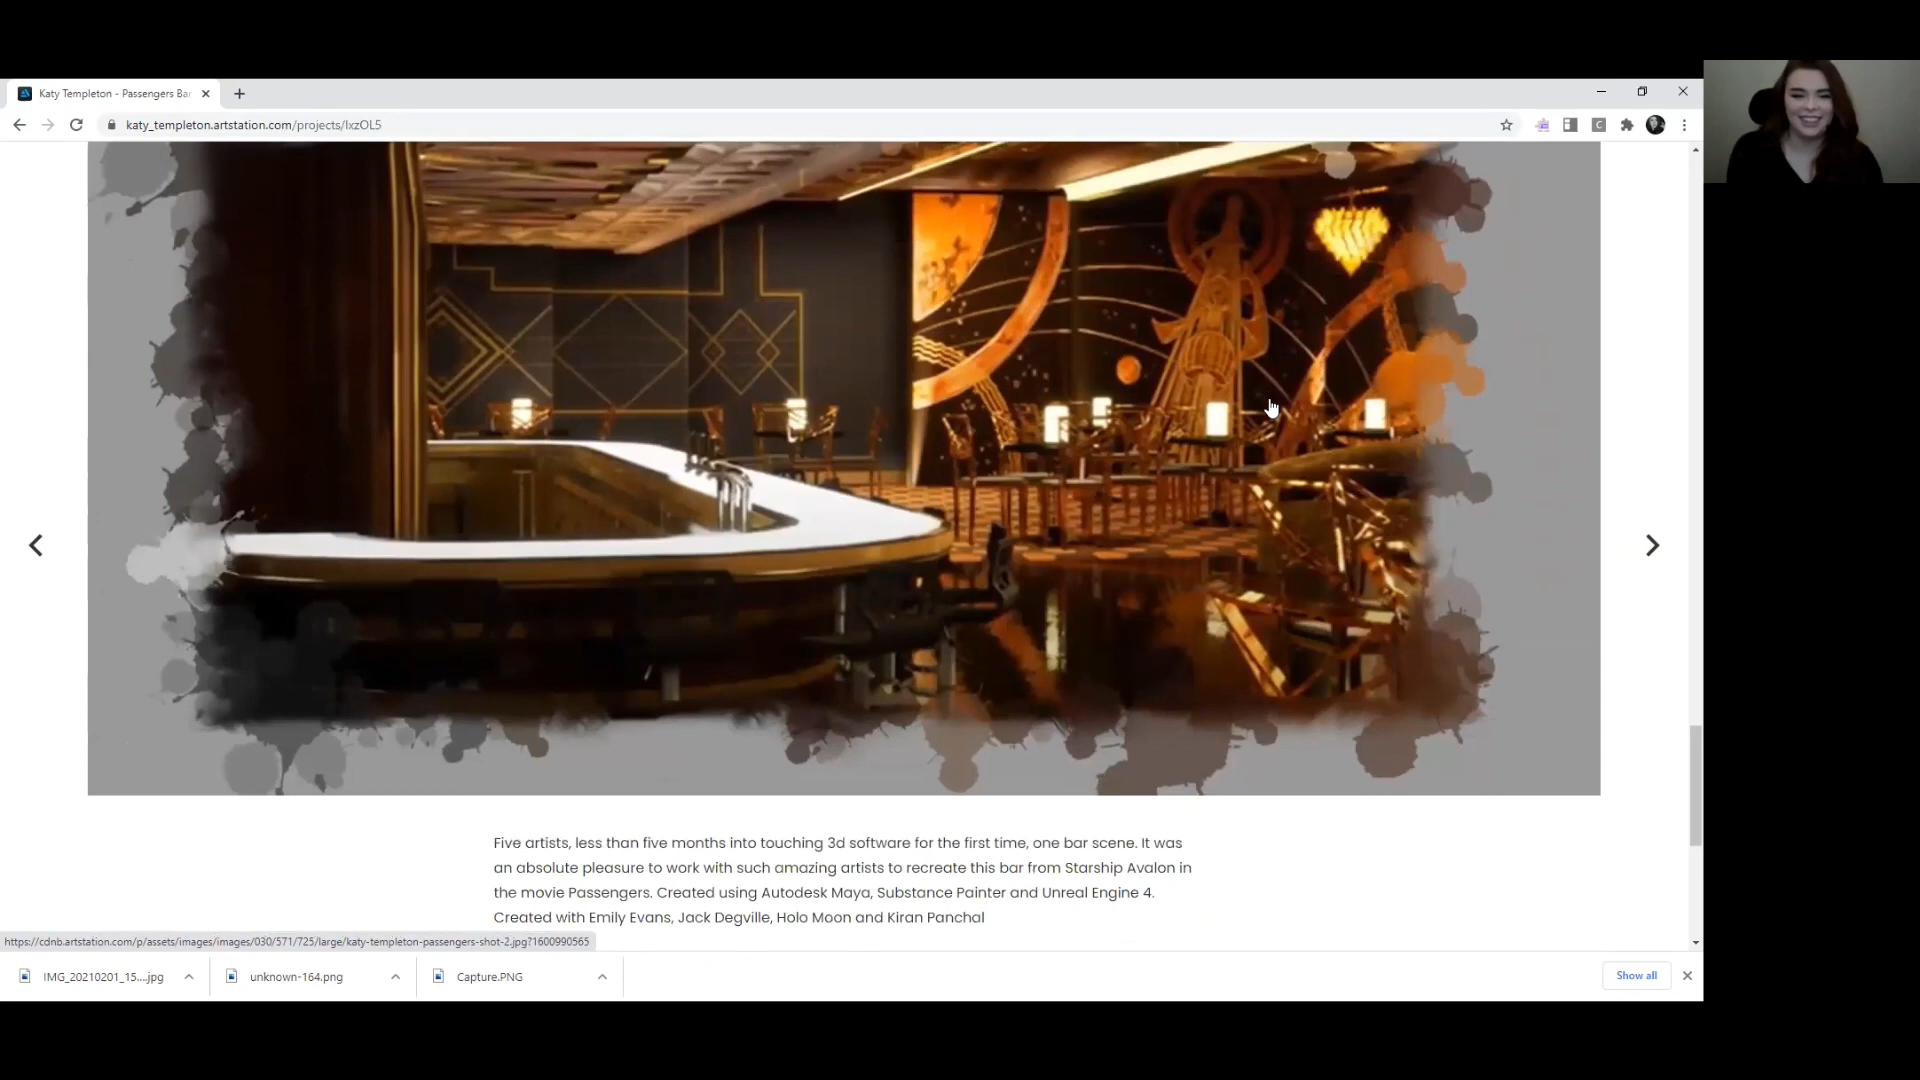 Katy Templeton - Passengers Bar
katy_templeton.artstation.com/projects/lxzOL5
Five artists, less than five months into touching 3d software for the first time, one bar scene. It was
an absolute pleasure to work with such amazing artists to recreate this bar from Starship Avalon in
the movie Passengers. Created using Autodesk Maya, Substance Painter and Unreal Engine 4.
Created with Emily Evans, Jack Degville, Holo Moon and Kiran Panchal
https://cdnb.artstation.com/p/assets/images/images/030/571/725/large/katy-templeton-passengers-shot-2.jpg?1600990565
IMG_20210201_15....jpg
unknown-164.png
Capture.PNG
Show all